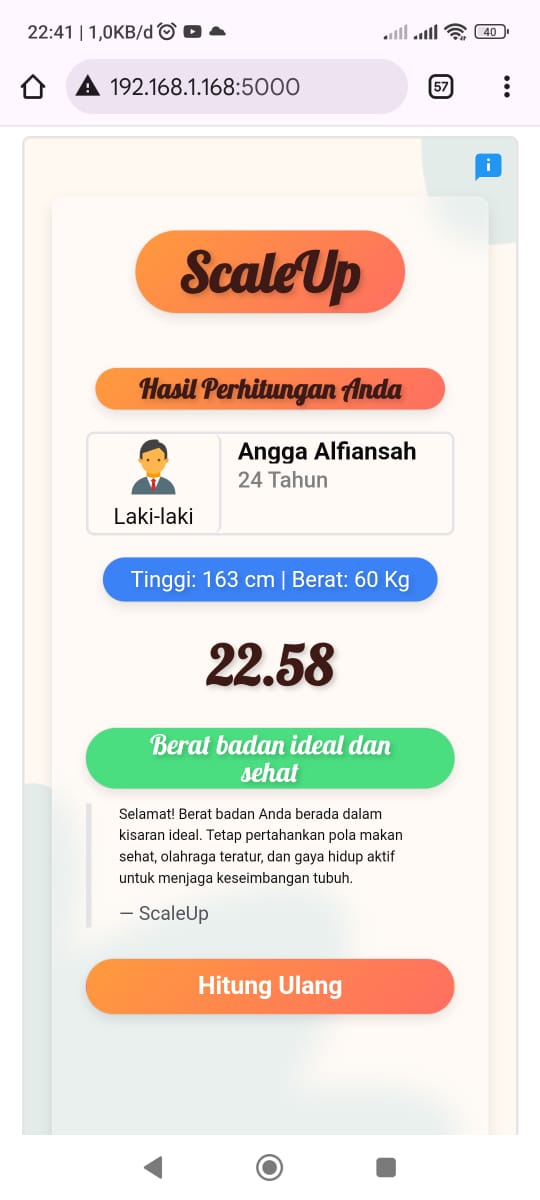 22:41 | 1,0KB/d
40
192.168.1.168:5000
57
ScaleUp
Hasil Perhitungan Anda
Angga Alfiansah
24 Tahun
Laki-laki
Tinggi: 163 cm | Berat: 60 Kg
22.58
Berat badan ideal dan
sehat
Selamat! Berat badan Anda berada dalam
kisaran ideal. Tetap pertahankan pola makan
sehat, olahraga teratur, dan gaya hidup aktif
untuk menjaga keseimbangan tubuh.
— ScaleUp
Hitung Ulang